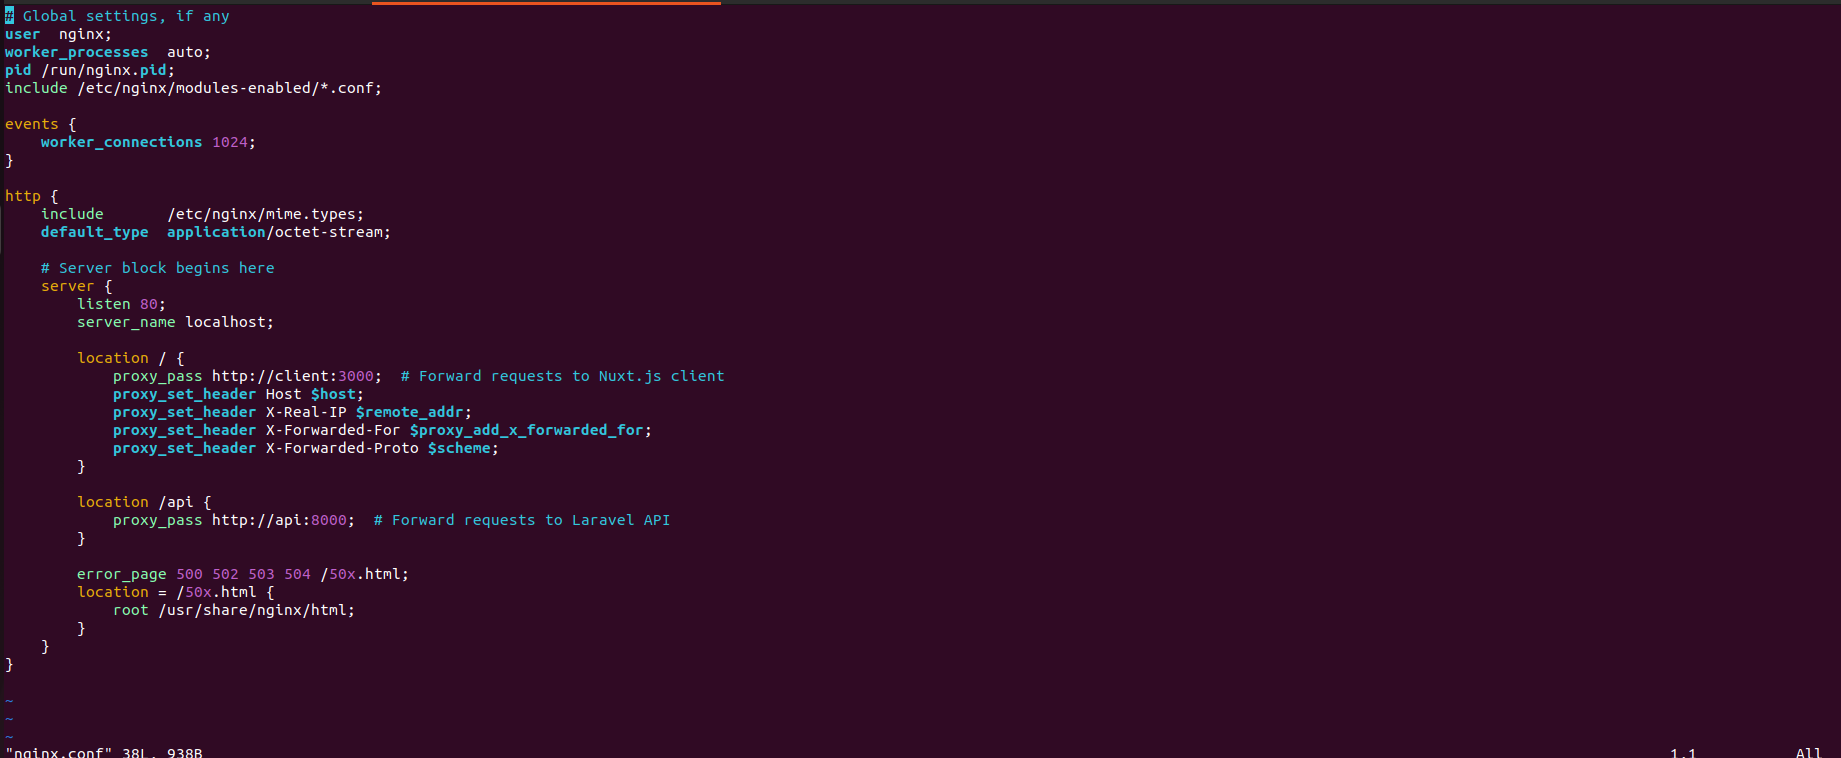 # Global settings, if any
user  nginx;
worker_processes  auto;
pid /run/nginx.pid;
include /etc/nginx/modules-enabled/*.conf;

events {
    worker_connections 1024;
}

http {
    include       /etc/nginx/mime.types;
    default_type  application/octet-stream;

    # Server block begins here
    server {
        listen 80;
        server_name localhost;

        location / {
            proxy_pass http://client:3000;  # Forward requests to Nuxt.js client
            proxy_set_header Host $host;
            proxy_set_header X-Real-IP $remote_addr;
            proxy_set_header X-Forwarded-For $proxy_add_x_forwarded_for;
            proxy_set_header X-Forwarded-Proto $scheme;
        }

        location /api {
            proxy_pass http://api:8000;  # Forward requests to Laravel API
        }

        error_page 500 502 503 504 /50x.html;
        location = /50x.html {
            root /usr/share/nginx/html;
        }
    }
}

~
~
~
"nginx.conf" 38L, 938B 1,1 All